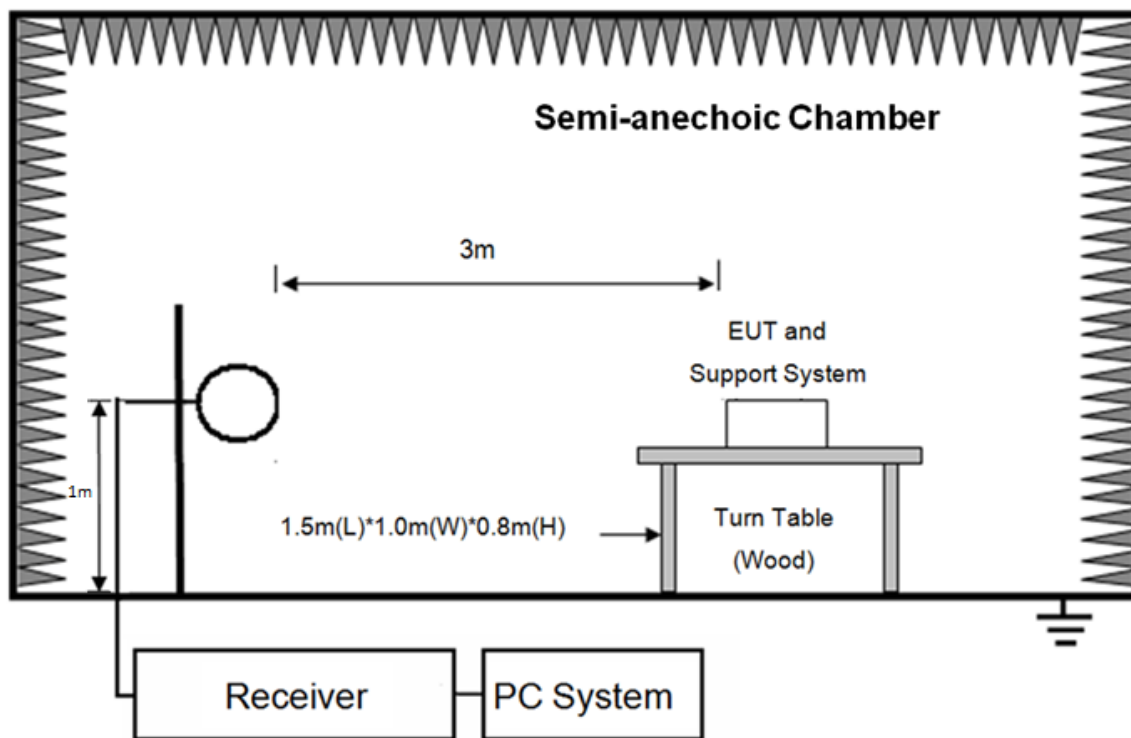 Semi-anechoic Chamber
3m
EUT and
Support System
1m
1.5m(L)*1.0m(W)*0.8m(H)
Turn Table
(Wood)
Receiver
PC System